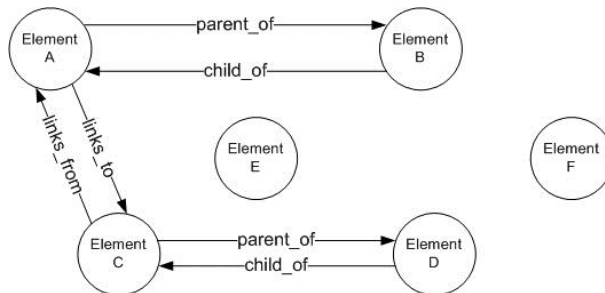 Element
A
parent_of
Element
B
child_of
links_from
links_to
Element
E
Element
F
Element
C
parent_of
child_of
Element
D